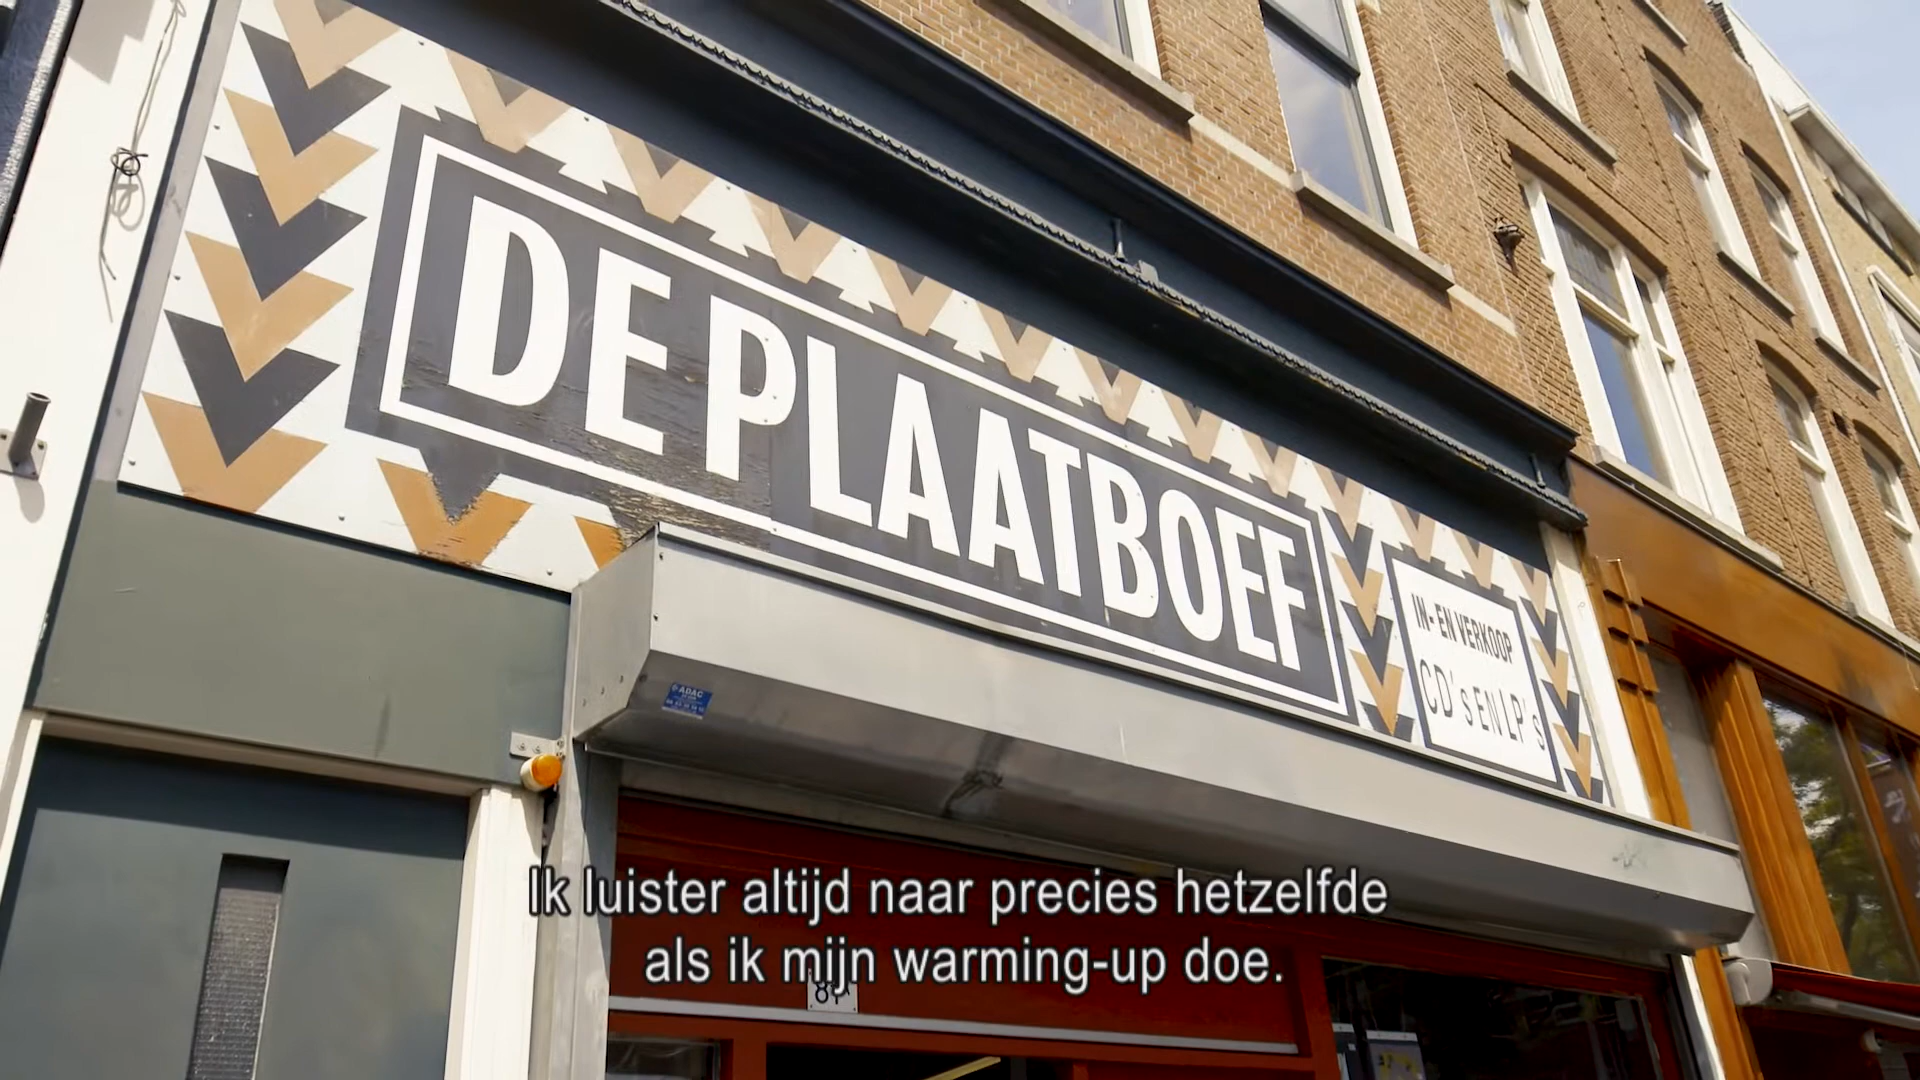 DE PLAATBOEF
IN- EN VERKOOP
CD's EN LP's
ADAC
Ik luister altijd naar precies hetzelfde
als ik mijn warming-up doe.